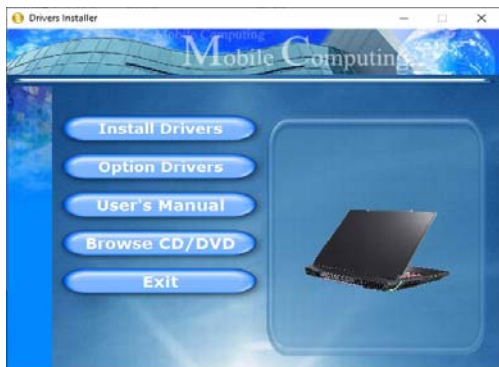 Drivers Installer
Mobile Computing
Mobile Computing
Install Drivers
Option Drivers
User's Manual
Browse CD/DVD
Exit